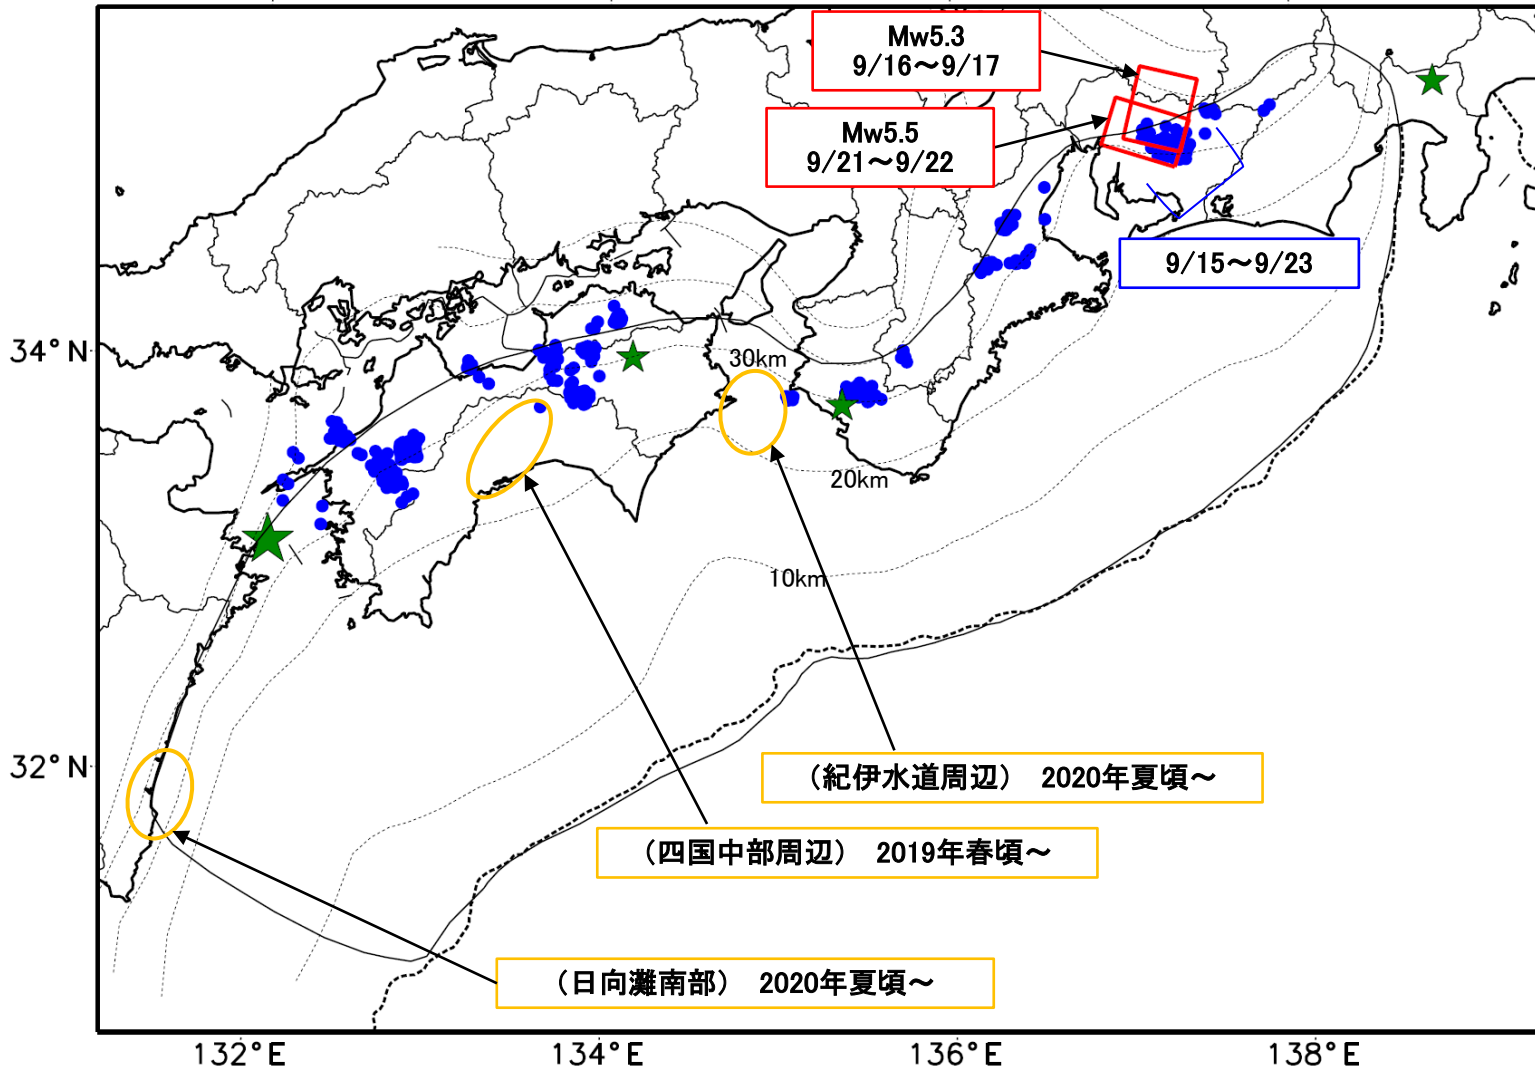 Mw5.3
9/16～9/17
Mw5.5
9/21～9/22
9/15～9/23
34°N
30km
20km
10km
32°N
（紀伊水道周辺） 2020年夏頃～
（四国中部周辺） 2019年春頃～
（日向灘南部） 2020年夏頃～
132°E
134°E
136°E
138°E